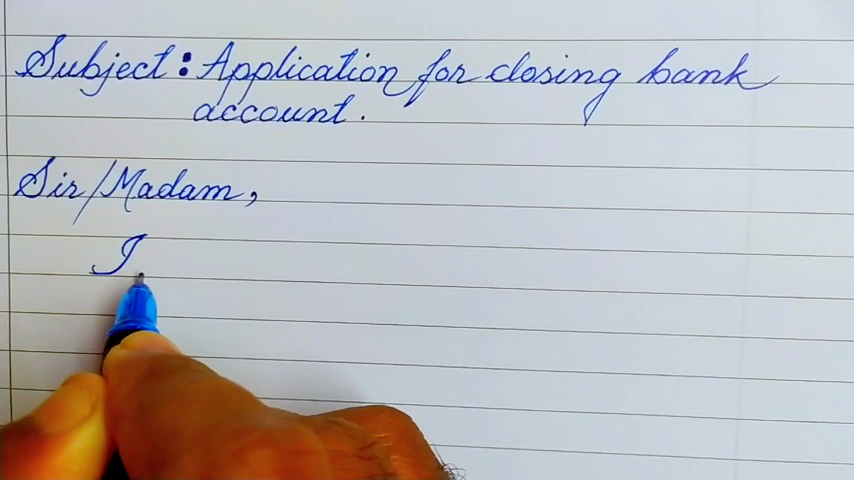 Subject: Application for closing bank
account.
Sir/Madam,
I